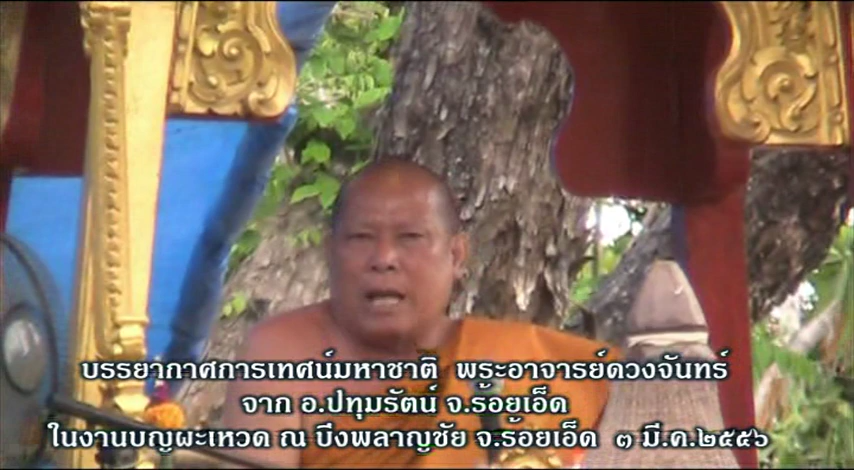 บรรยากาศการเทศน์มหาชาติ พระอาจารย์ดวงจันทร์
จาก อ.ปทุมรัตน์ จ.ร้อยเอ็ด
ในงานบุญผะเหวด ณ บึงพลาญชัย จ.ร้อยเอ็ด ๓ มี.ค.๒๕๕๖